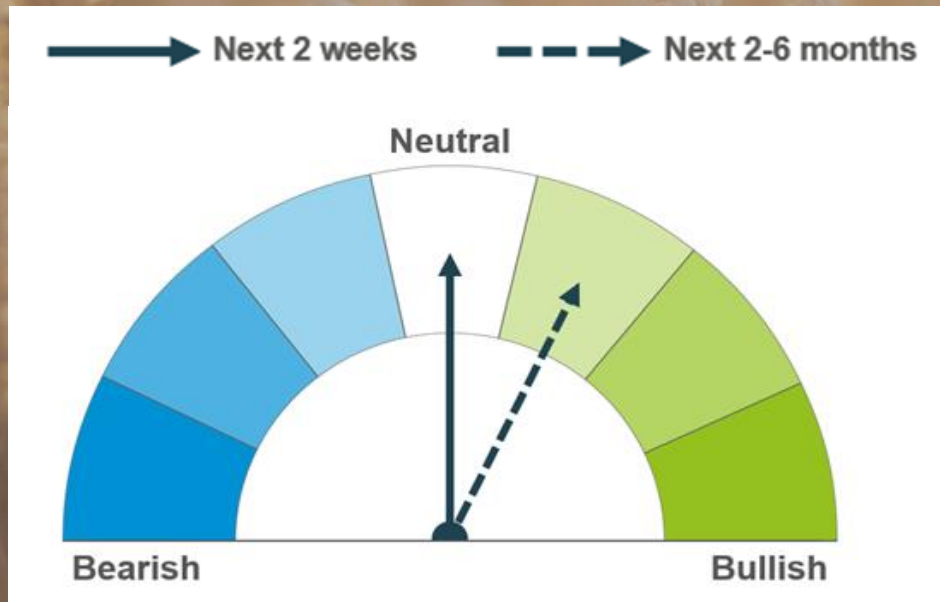 Next 2 weeks
Next 2-6 months
Neutral
Bearish
Bullish